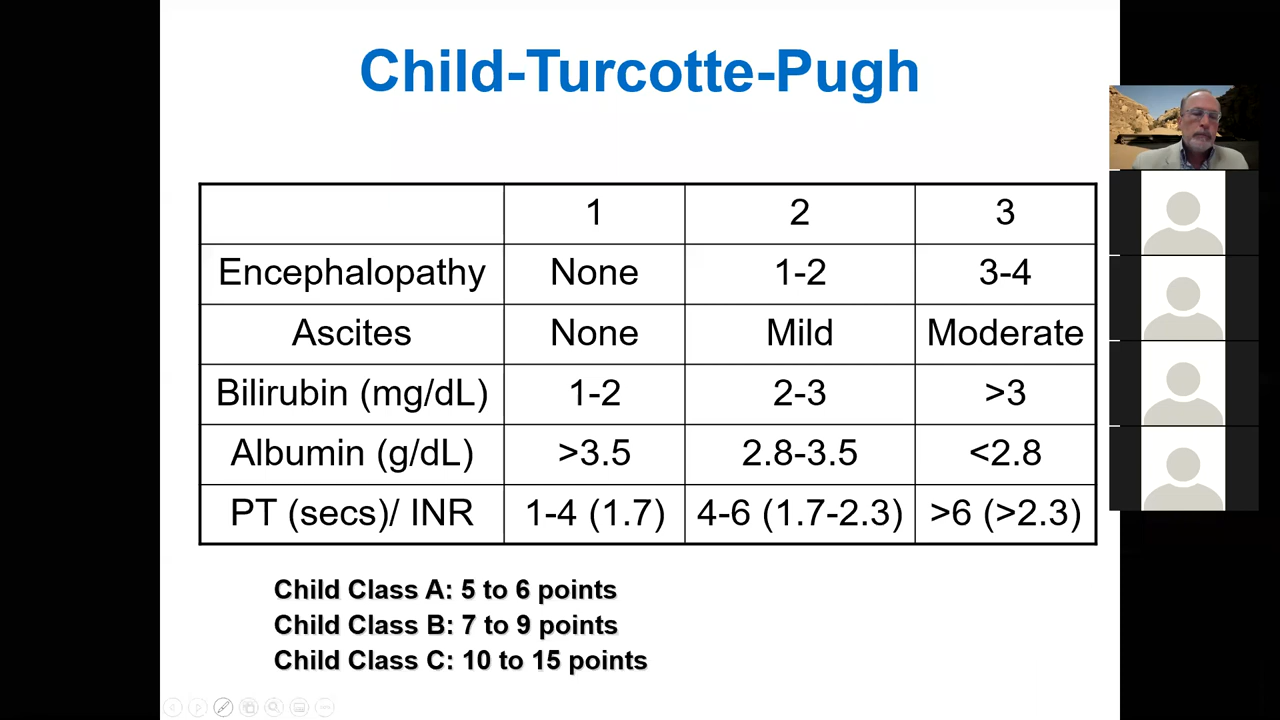 Child-Turcotte-Pugh
1 2 3
Encephalopathy None 1-2 3-4
Ascites None Mild Moderate
Bilirubin (mg/dL) 1-2 2-3 >3
Albumin (g/dL) >3.5 2.8-3.5 <2.8
PT (secs)/ INR 1-4 (1.7) 4-6 (1.7-2.3) >6 (>2.3)
Child Class A: 5 to 6 points
Child Class B: 7 to 9 points
Child Class C: 10 to 15 points